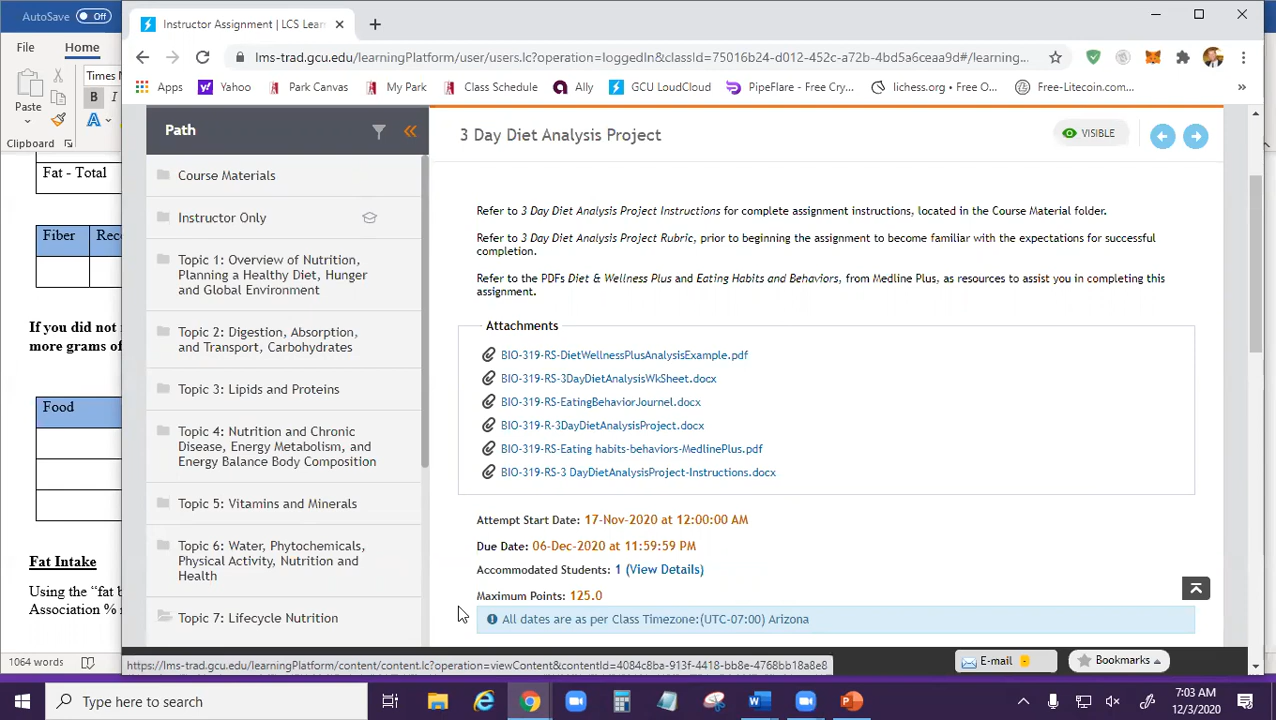 AutoSave Off
Instructor Assignment | LCS Lear
File Home
lms-trad.gcu.edu/learningPlatform/user/users.lc?operation=loggedIn&classId=75016b24-d012-452c-a72b-4bd5a6ceaa9d#/learning...
Times
Paste
B I
A
Clipboard
Apps Yahoo Park Canvas My Park Class Schedule Ally GCU LoudCloud PipeFlare - Free Cry... lichess.org • Free O... Free-Litecoin.com...
Path
3 Day Diet Analysis Project
VISIBLE
Fat - Total
Course Materials
Instructor Only
Topic 1: Overview of Nutrition,
Planning a Healthy Diet, Hunger
and Global Environment
Topic 2: Digestion, Absorption,
and Transport, Carbohydrates
Topic 3: Lipids and Proteins
Topic 4: Nutrition and Chronic
Disease, Energy Metabolism, and
Energy Balance Body Composition
Topic 5: Vitamins and Minerals
Topic 6: Water, Phytochemicals,
Physical Activity, Nutrition and
Health
Topic 7: Lifecycle Nutrition
Refer to 3 Day Diet Analysis Project Instructions for complete assignment instructions, located in the Course Material folder.
Refer to 3 Day Diet Analysis Project Rubric, prior to beginning the assignment to become familiar with the expectations for successful
completion.
Refer to the PDFs Diet & Wellness Plus and Eating Habits and Behaviors, from Medline Plus, as resources to assist you in completing this
assignment.
Attachments
BIO-319-RS-DietWellnessPlusAnalysisExample.pdf
BIO-319-RS-3DayDietAnalysisWkSheet.docx
BIO-319-RS-EatingBehaviorJournel.docx
BIO-319-R-3DayDietAnalysisProject.docx
BIO-319-RS-Eating habits-behaviors-MedlinePlus.pdf
BIO-319-RS-3 DayDietAnalysisProject-Instructions.docx
Attempt Start Date: 17-Nov-2020 at 12:00:00 AM
Due Date: 06-Dec-2020 at 11:59:59 PM
Accommodated Students: 1 (View Details)
Maximum Points: 125.0
All dates are as per Class Timezone:(UTC-07:00) Arizona
Fiber Rec
If you did not
more grams of
Food
Fat Intake
Using the “fat b
Association %
1064 words
https://lms-trad.gcu.edu/learningPlatform/content/content.lc?operation=viewContent&contentId=4084c8ba-913f-4418-bb8e-4768bb18a8e8
E-mail
Bookmarks
Type here to search
7:03 AM
12/3/2020